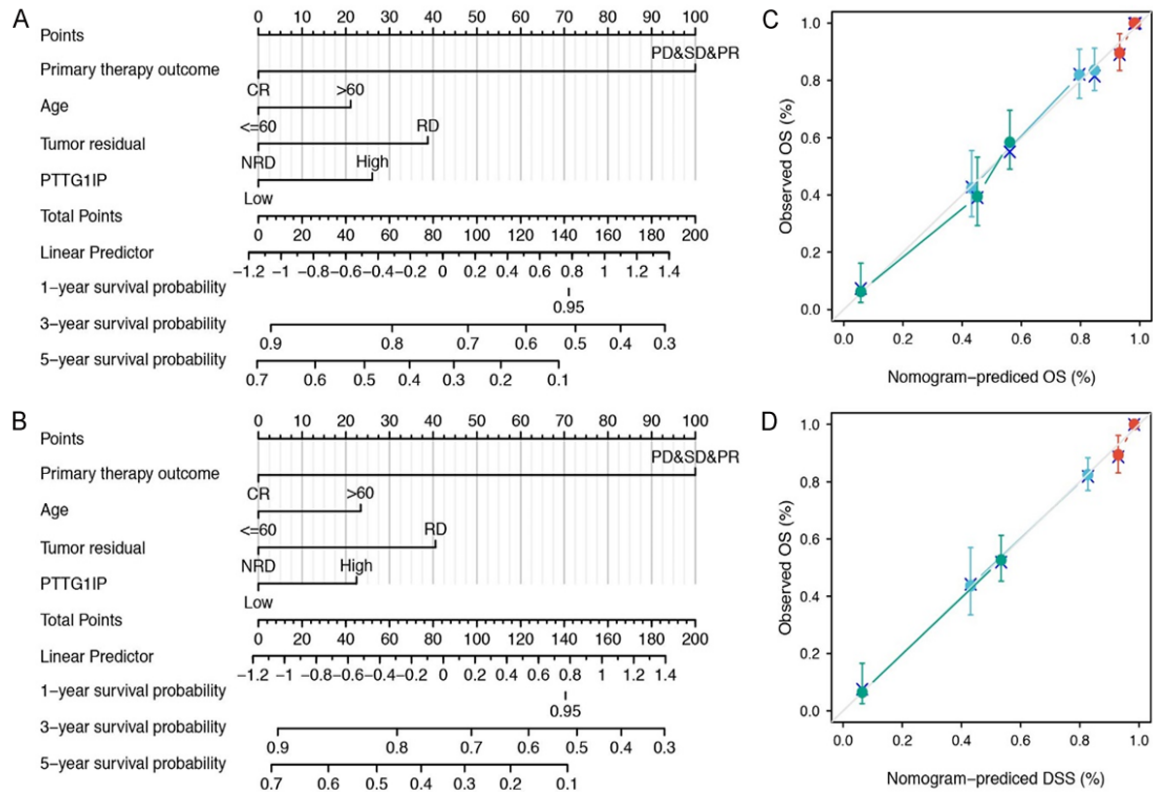 A
Points
0 10 20 30 40 50 60 70 80 90 100
Primary therapy outcome
PD&SD&PR
CR
Age
>60
<=60
Tumor residual
RD
NRD
PTTG1IP
High
Low
Total Points
0 20 40 60 80 100 120 140 160 180 200
Linear Predictor
−1.2 −1 −0.8 −0.6 −0.4 −0.2 0 0.2 0.4 0.6 0.8 1 1.2 1.4
1−year survival probability
0.95
3−year survival probability
0.9 0.8 0.7 0.6 0.5 0.4 0.3
5−year survival probability
0.7 0.6 0.5 0.4 0.3 0.2 0.1
B
Points
0 10 20 30 40 50 60 70 80 90 100
Primary therapy outcome
PD&SD&PR
CR
Age
>60
<=60
Tumor residual
RD
NRD
PTTG1IP
High
Low
Total Points
0 20 40 60 80 100 120 140 160 180 200
Linear Predictor
−1.2 −1 −0.8 −0.6 −0.4 −0.2 0 0.2 0.4 0.6 0.8 1 1.2 1.4
1−year survival probability
0.95
3−year survival probability
0.9 0.8 0.7 0.6 0.5 0.4 0.3
5−year survival probability
0.7 0.6 0.5 0.4 0.3 0.2 0.1
C
Observed OS (%)
1.0
0.8
0.6
0.4
0.2
0.0
0.0 0.2 0.4 0.6 0.8 1.0
Nomogram−prediced OS (%)
D
Observed OS (%)
1.0
0.8
0.6
0.4
0.2
0.0
0.0 0.2 0.4 0.6 0.8 1.0
Nomogram−prediced DSS (%)